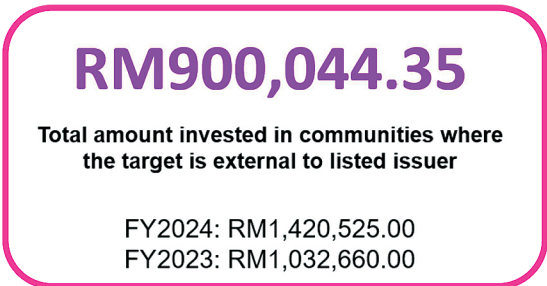 RM900,044.35
Total amount invested in communities where
the target is external to listed issuer
FY2024: RM1,420,525.00
FY2023: RM1,032,660.00